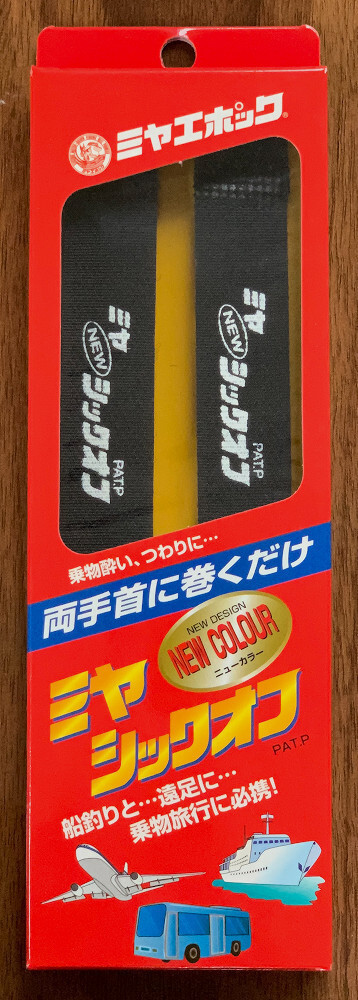 ミヤエポック®
ミヤ
NEW
シックオフ
PAT.P
ミヤ
NEW
シックオフ
PAT.P
乗物酔い、つわりに…
両手首に巻くだけ
NEW DESIGN
NEW COLOUR
ニューカラー
ミヤ
シックオフ
PAT.P
船釣りと…遠足に…
乗物旅行に必携!